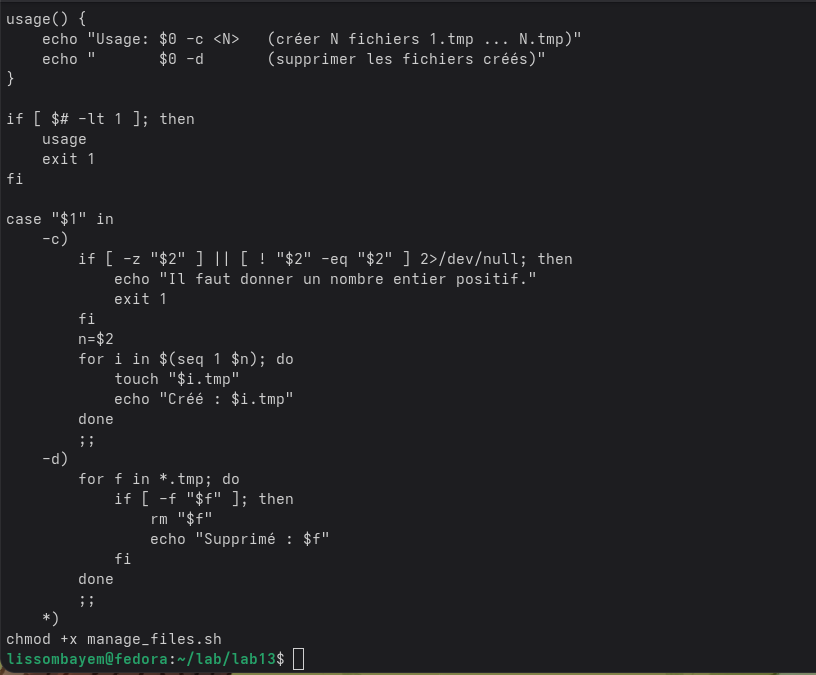 usage() {
    echo "Usage: $0 -c <N>   (créer N fichiers 1.tmp ... N.tmp)"
    echo "       $0 -d       (supprimer les fichiers créés)"
}

if [ $# -lt 1 ]; then
    usage
    exit 1
fi

case "$1" in
    -c)
        if [ -z "$2" ] || [ ! "$2" -eq "$2" ] 2>/dev/null; then
            echo "Il faut donner un nombre entier positif."
            exit 1
        fi
        n=$2
        for i in $(seq 1 $n); do
            touch "$i.tmp"
            echo "Créé : $i.tmp"
        done
        ;;
    -d)
        for f in *.tmp; do
            if [ -f "$f" ]; then
                rm "$f"
                echo "Supprimé : $f"
            fi
        done
        ;;
    *)
chmod +x manage_files.sh
lissombayem@fedora:~/lab/lab13$